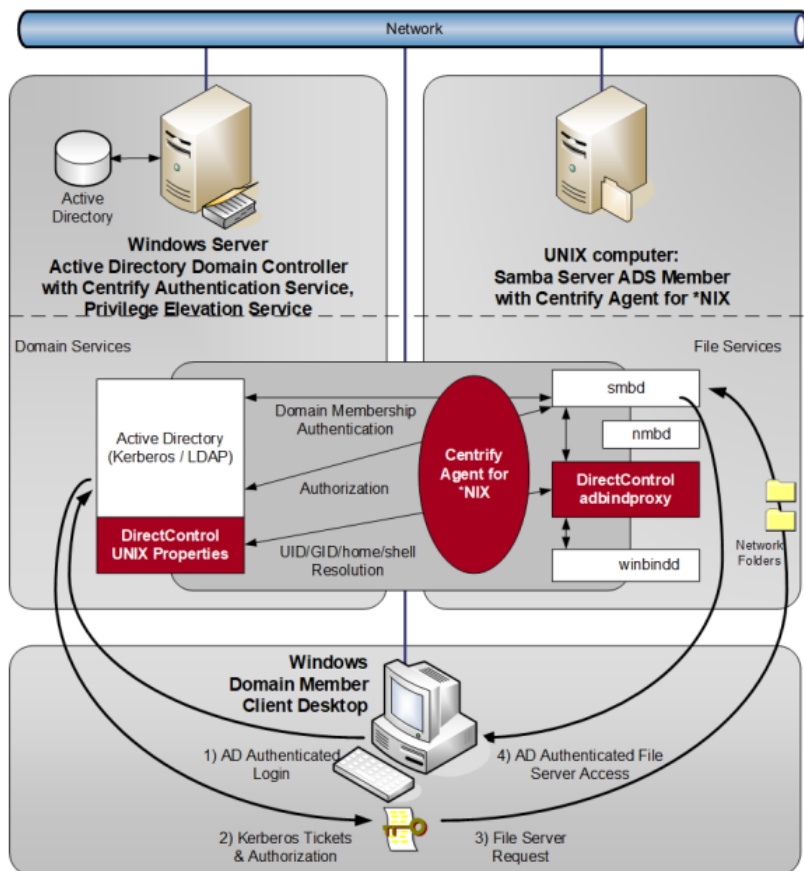 Network
Active
Directory
Windows Server
Active Directory Domain Controller
with Centrify Authentication Service,
Privilege Elevation Service
UNIX computer:
Samba Server ADS Member
with Centrify Agent for *NIX
Domain Services
File Services
Active Directory
(Kerberos / LDAP)
DirectControl
UNIX Properties
Domain Membership
Authentication
Authorization
UID/GID/home/shell
Resolution
Centrify
Agent for
*NIX
smbd
nmbd
DirectControl
adbindproxy
winbindd
Network
Folders
Windows
Domain Member
Client Desktop
1) AD Authenticated
Login
4) AD Authenticated File
Server Access
2) Kerberos Tickets
& Authorization
3) File Server
Request